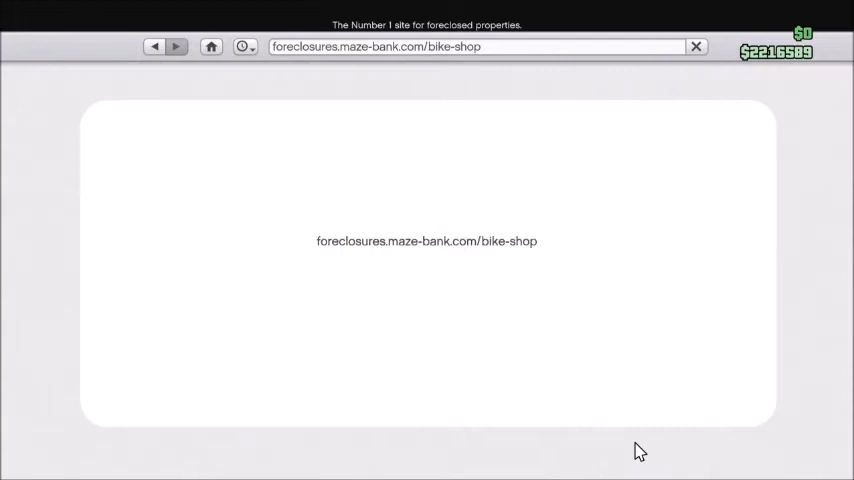 The Number 1 site for foreclosed properties.
$0
foreclosures.maze-bank.com/bike-shop
$2216589
foreclosures.maze-bank.com/bike-shop